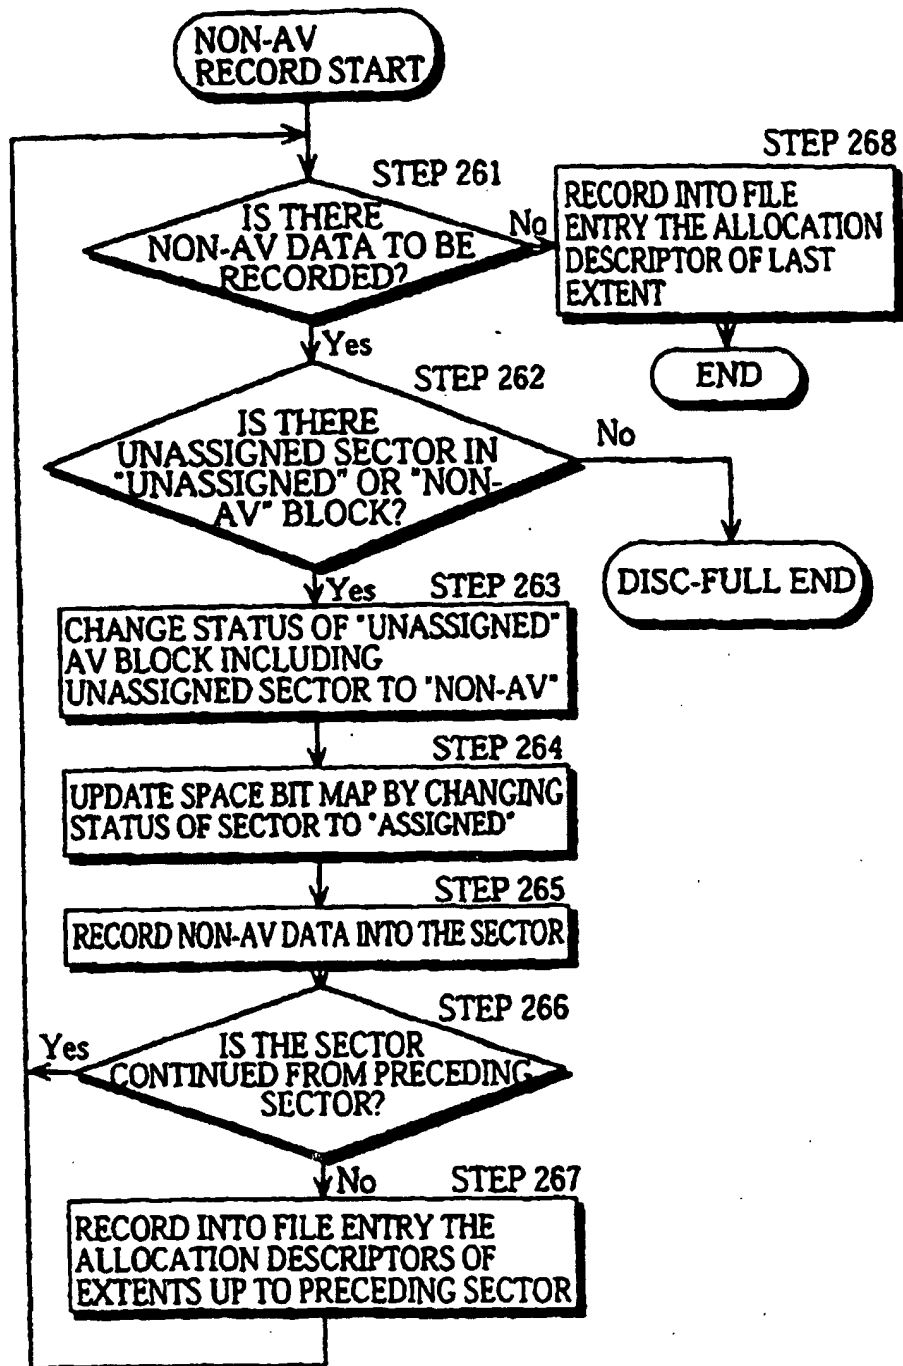 NON-AV
RECORD START
STEP 261
IS THERE
NON-AV DATA TO BE
RECORDED?
No
STEP 268
RECORD INTO FILE
ENTRY THE ALLOCATION
DESCRIPTOR OF LAST
EXTENT
END
Yes
STEP 262
IS THERE
UNASSIGNED SECTOR IN
"UNASSIGNED" OR "NON-
AV" BLOCK?
No
DISC-FULL END
Yes
STEP 263
CHANGE STATUS OF "UNASSIGNED"
AV BLOCK INCLUDING
UNASSIGNED SECTOR TO "NON-AV"
STEP 264
UPDATE SPACE BIT MAP BY CHANGING
STATUS OF SECTOR TO "ASSIGNED"
STEP 265
RECORD NON-AV DATA INTO THE SECTOR
STEP 266
Yes
IS THE SECTOR
CONTINUED FROM PRECEDING
SECTOR?
No
STEP 267
RECORD INTO FILE ENTRY THE
ALLOCATION DESCRIPTORS OF
EXTENTS UP TO PRECEDING SECTOR